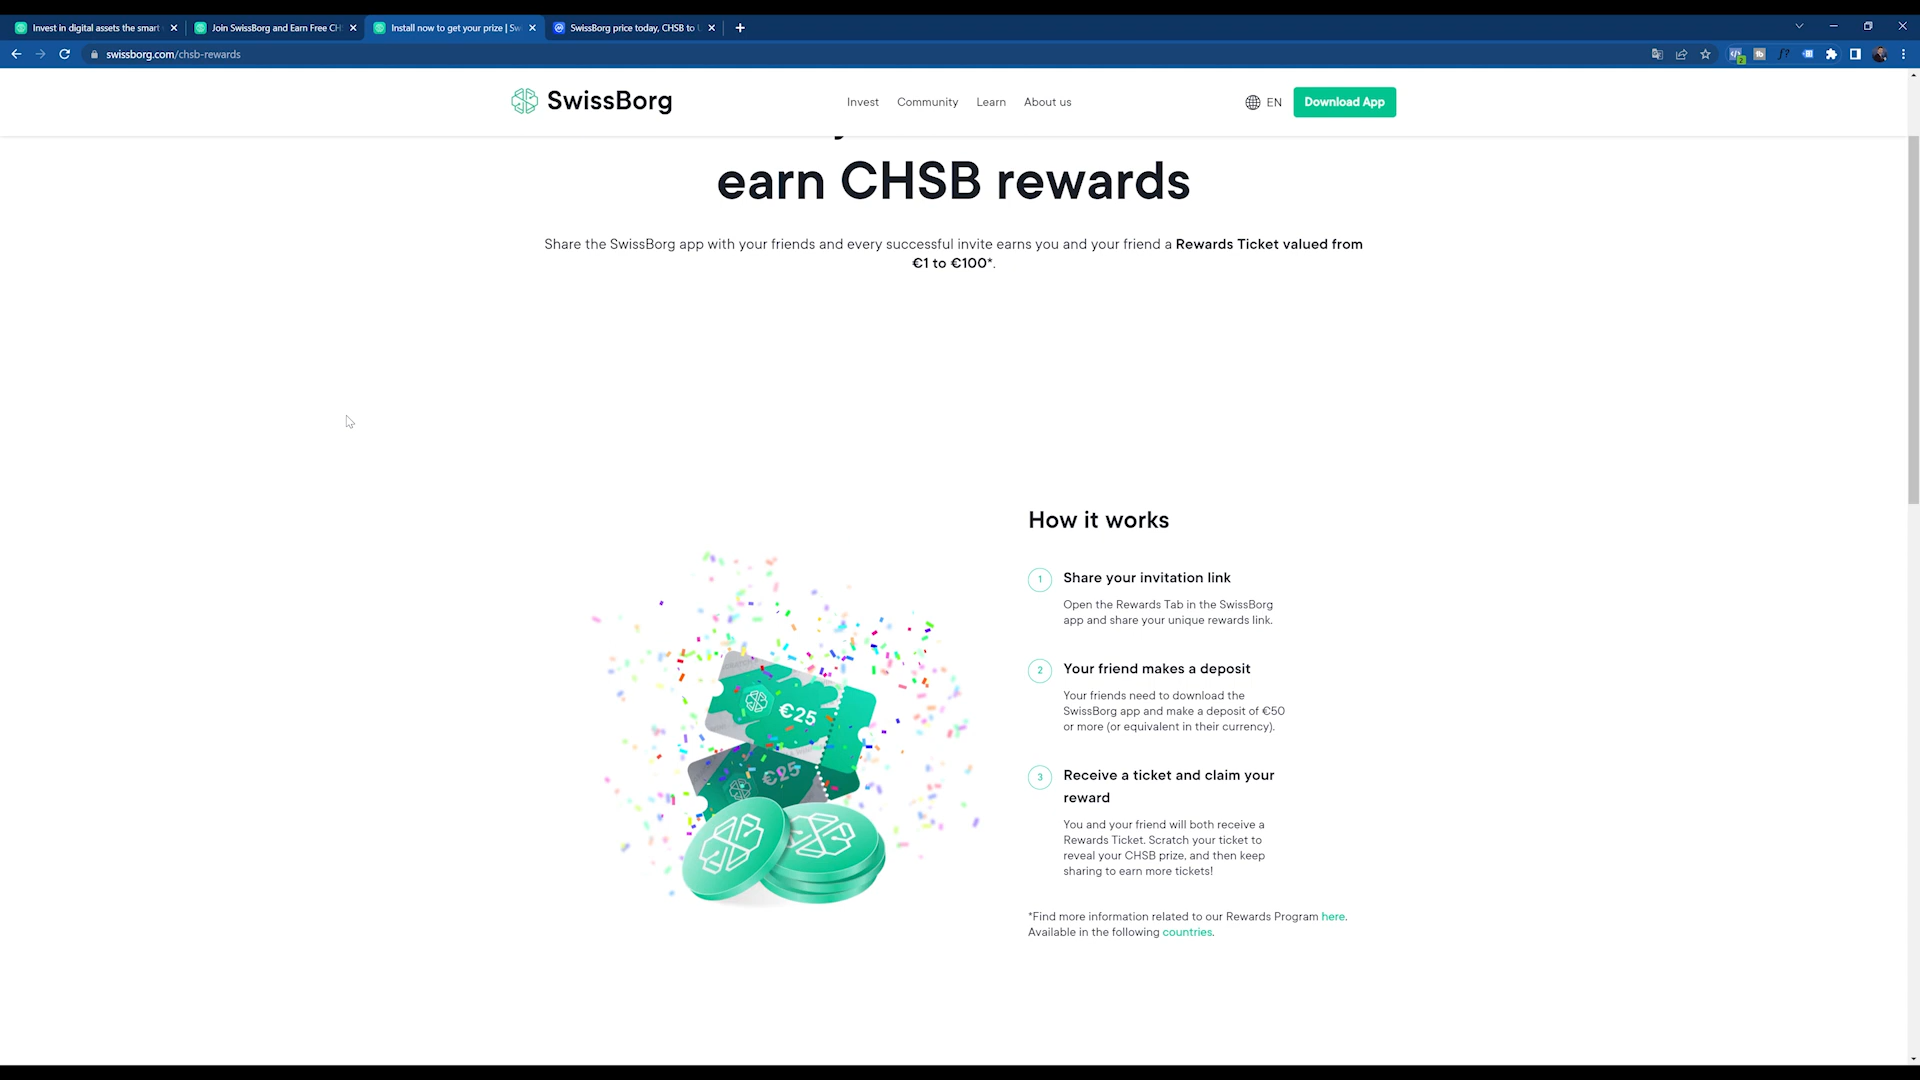 Invest in digital assets the smart
Join SwissBorg and Earn Free CH
Install now to get your prize | Sw
SwissBorg price today, CHSB to
swissborg.com/chsb-rewards
SwissBorg
Invest
Community
Learn
About us
EN
Download App
earn CHSB rewards
Share the SwissBorg app with your friends and every successful invite earns you and your friend a Rewards Ticket valued from
€1 to €100*.
How it works
1
Share your invitation link
Open the Rewards Tab in the SwissBorg
app and share your unique rewards link.
2
Your friend makes a deposit
Your friends need to download the
SwissBorg app and make a deposit of €50
or more (or equivalent in their currency).
3
Receive a ticket and claim your
reward
You and your friend will both receive a
Rewards Ticket. Scratch your ticket to
reveal your CHSB prize, and then keep
sharing to earn more tickets!
€25
€25
*Find more information related to our Rewards Program here.
Available in the following countries.